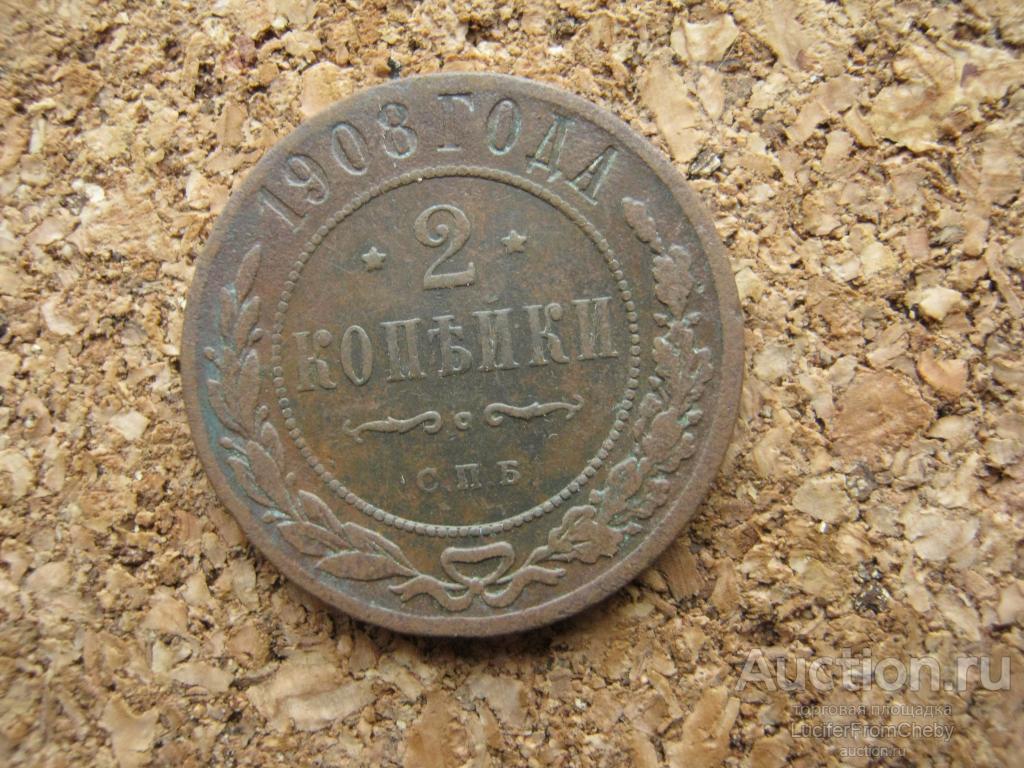 1908 ГОДА
2
КОПѢЙКИ
С.П.Б.
Auction.ru
торговая площадка
LuciferFromCheby
auction.ru